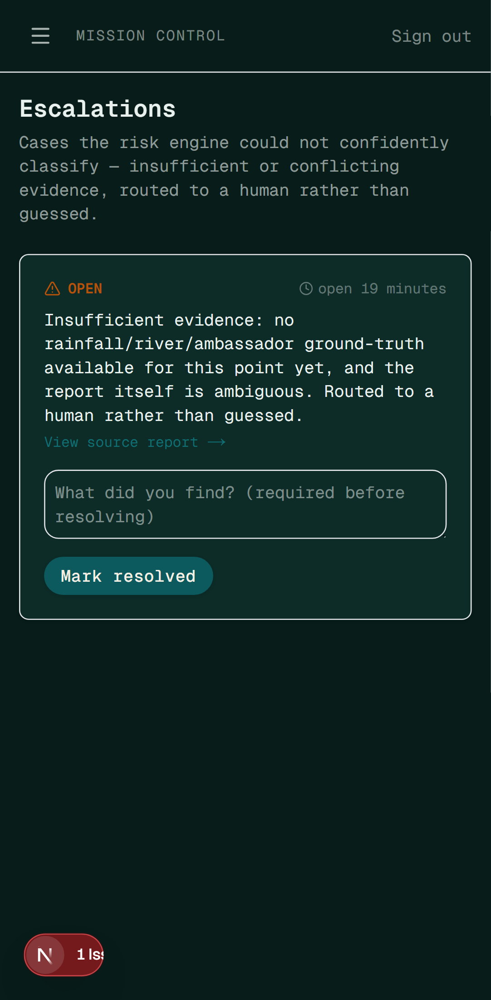 MISSION CONTROL
Sign out
Escalations
Cases the risk engine could not confidently
classify — insufficient or conflicting
evidence, routed to a human rather than
guessed.
OPEN
open 19 minutes
Insufficient evidence: no
rainfall/river/ambassador ground-truth
available for this point yet, and the
report itself is ambiguous. Routed to a
human rather than guessed.
View source report →
What did you find? (required before
resolving)
Mark resolved
N
1 Iss